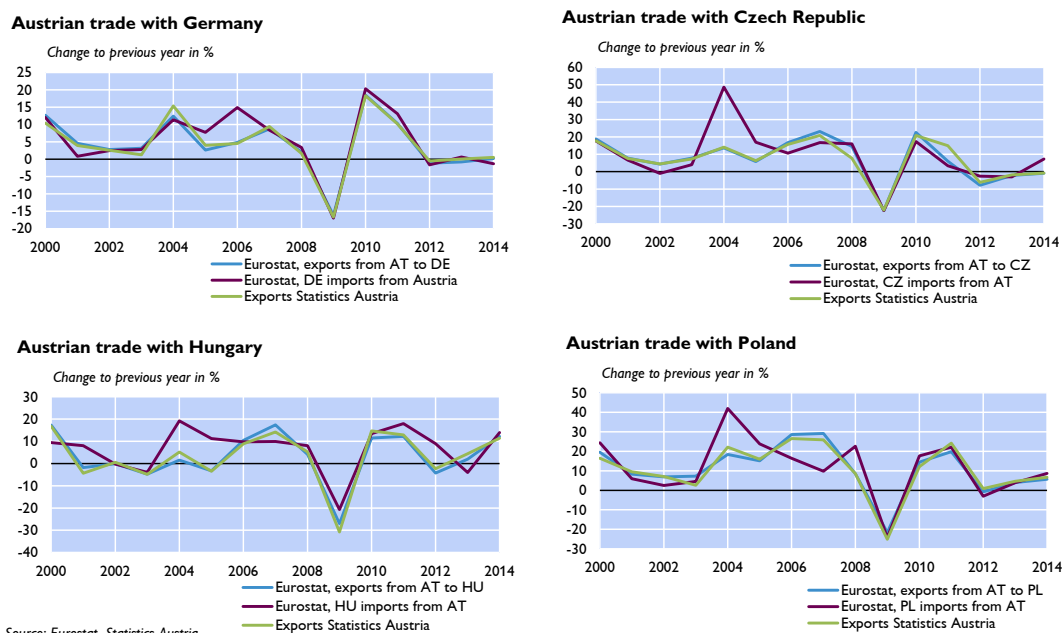 Austrian trade with Germany
Change to previous year in %
25
20
15
10
5
0
-5
-10
-15
-20
2000 2002 2004 2006 2008 2010 2012 2014
Eurostat, exports from AT to DE
Eurostat, DE imports from Austria
Exports Statistics Austria
Austrian trade with Czech Republic
Change to previous year in %
60
50
40
30
20
10
0
-10
-20
-30
2000 2002 2004 2006 2008 2010 2012 2014
Eurostat, exports from AT to CZ
Eurostat, CZ imports from AT
Exports Statistics Austria
Austrian trade with Hungary
Change to previous year in %
30
20
10
0
-10
-20
-30
-40
2000 2002 2004 2006 2008 2010 2012 2014
Eurostat, exports from AT to HU
Eurostat, HU imports from AT
Exports Statistics Austria
Austrian trade with Poland
Change to previous year in %
50
40
30
20
10
0
-10
-20
-30
2000 2002 2004 2006 2008 2010 2012 2014
Eurostat, exports from AT to PL
Eurostat, PL imports from AT
Exports Statistics Austria
Source: Eurostat, Statistics Austria